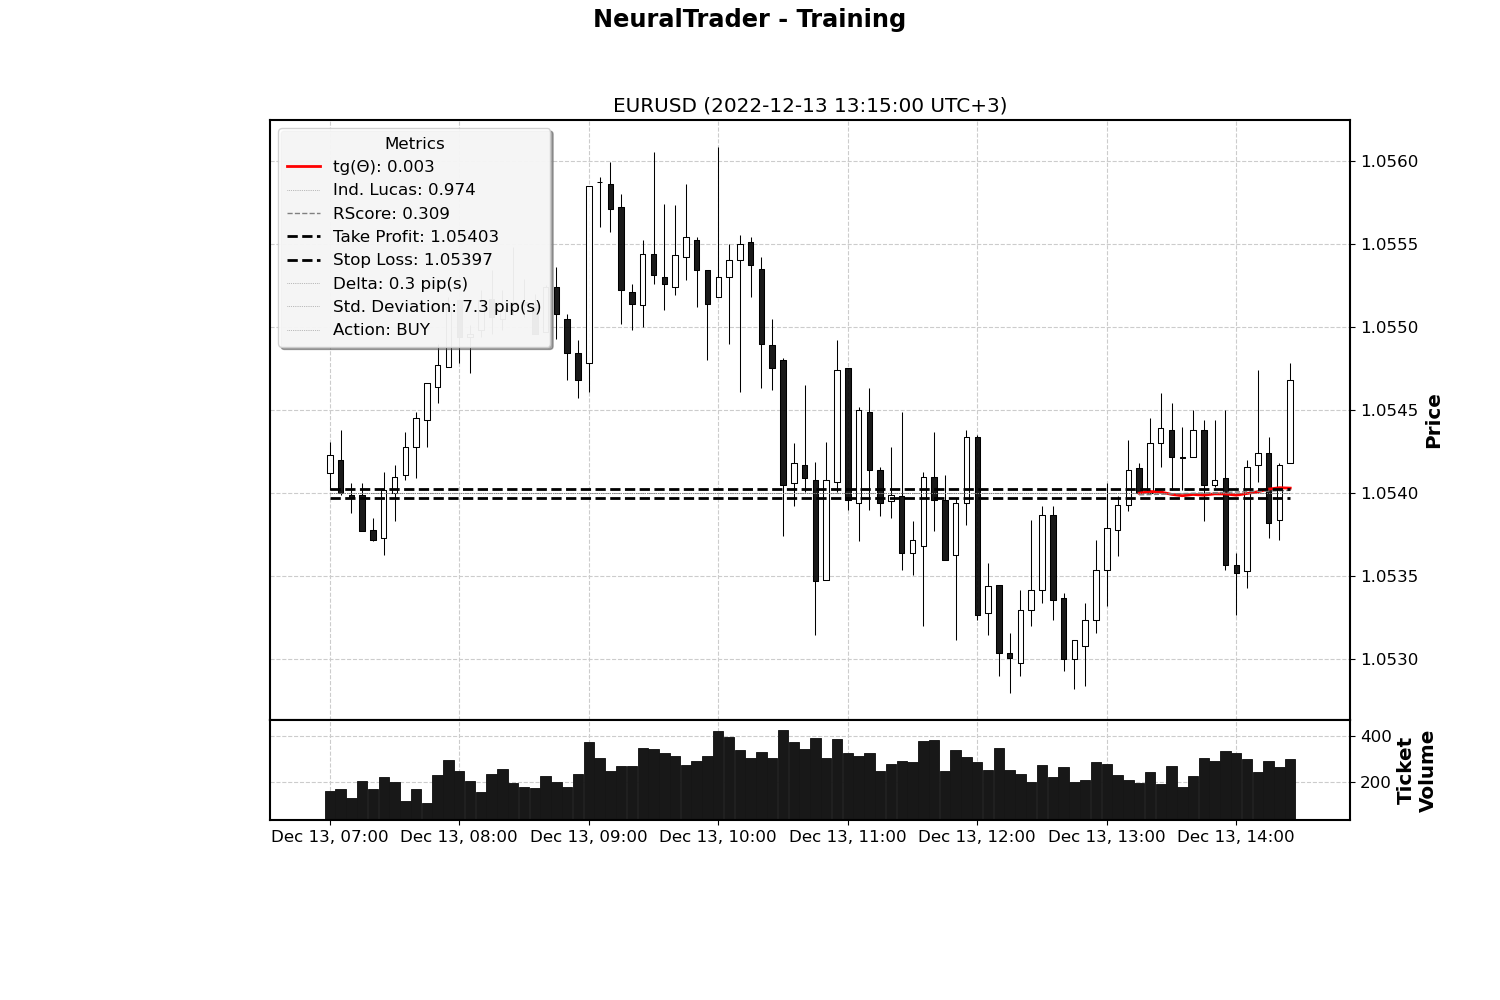 NeuralTrader - Training
EURUSD (2022-12-13 13:15:00 UTC+3)
Metrics
tg(Θ): 0.003
Ind. Lucas: 0.974
RScore: 0.309
Take Profit: 1.05403
Stop Loss: 1.05397
Delta: 0.3 pip(s)
Std. Deviation: 7.3 pip(s)
Action: BUY
1.0560
1.0555
1.0550
1.0545
1.0540
1.0535
1.0530
Price
400
200
Ticket
Volume
Dec 13, 07:00
Dec 13, 08:00
Dec 13, 09:00
Dec 13, 10:00
Dec 13, 11:00
Dec 13, 12:00
Dec 13, 13:00
Dec 13, 14:00